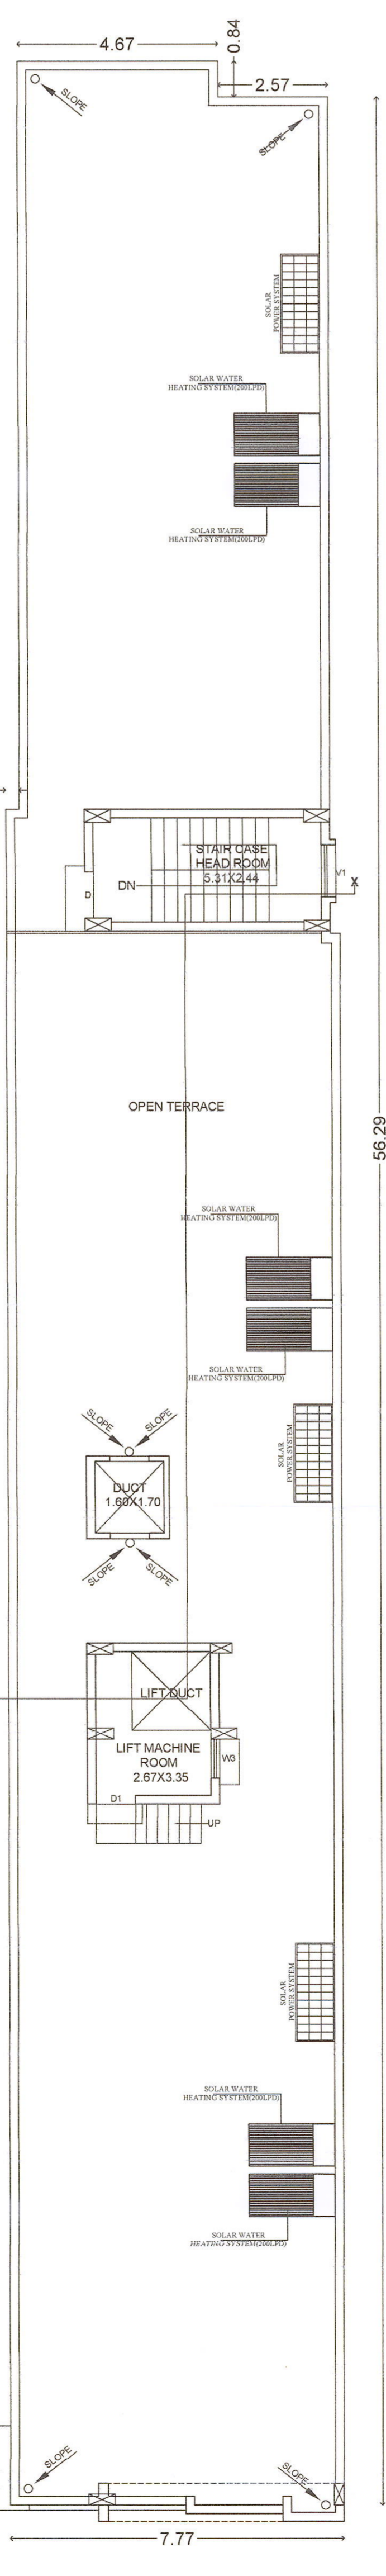 4.67
0.84
2.57
SLOPE
SLOPE
SOLAR
POWER SYSTEM
SOLAR WATER
HEATING SYSTEM(200LPD)
SOLAR WATER
HEATING SYSTEM(200LPD)
STAIR CASE
HEAD ROOM
5.31X2.44
DN
D
V1
X
OPEN TERRACE
56.29
SOLAR WATER
HEATING SYSTEM(200LPD)
SOLAR WATER
HEATING SYSTEM(200LPD)
SOLAR
POWER SYSTEM
SLOPE
SLOPE
DUCT
1.60X1.70
SLOPE
SLOPE
LIFT DUCT
LIFT MACHINE
ROOM
2.67X3.35
W3
D1
UP
SOLAR
POWER SYSTEM
SOLAR WATER
HEATING SYSTEM(200LPD)
SOLAR WATER
HEATING SYSTEM(200LPD)
SLOPE
SLOPE
7.77